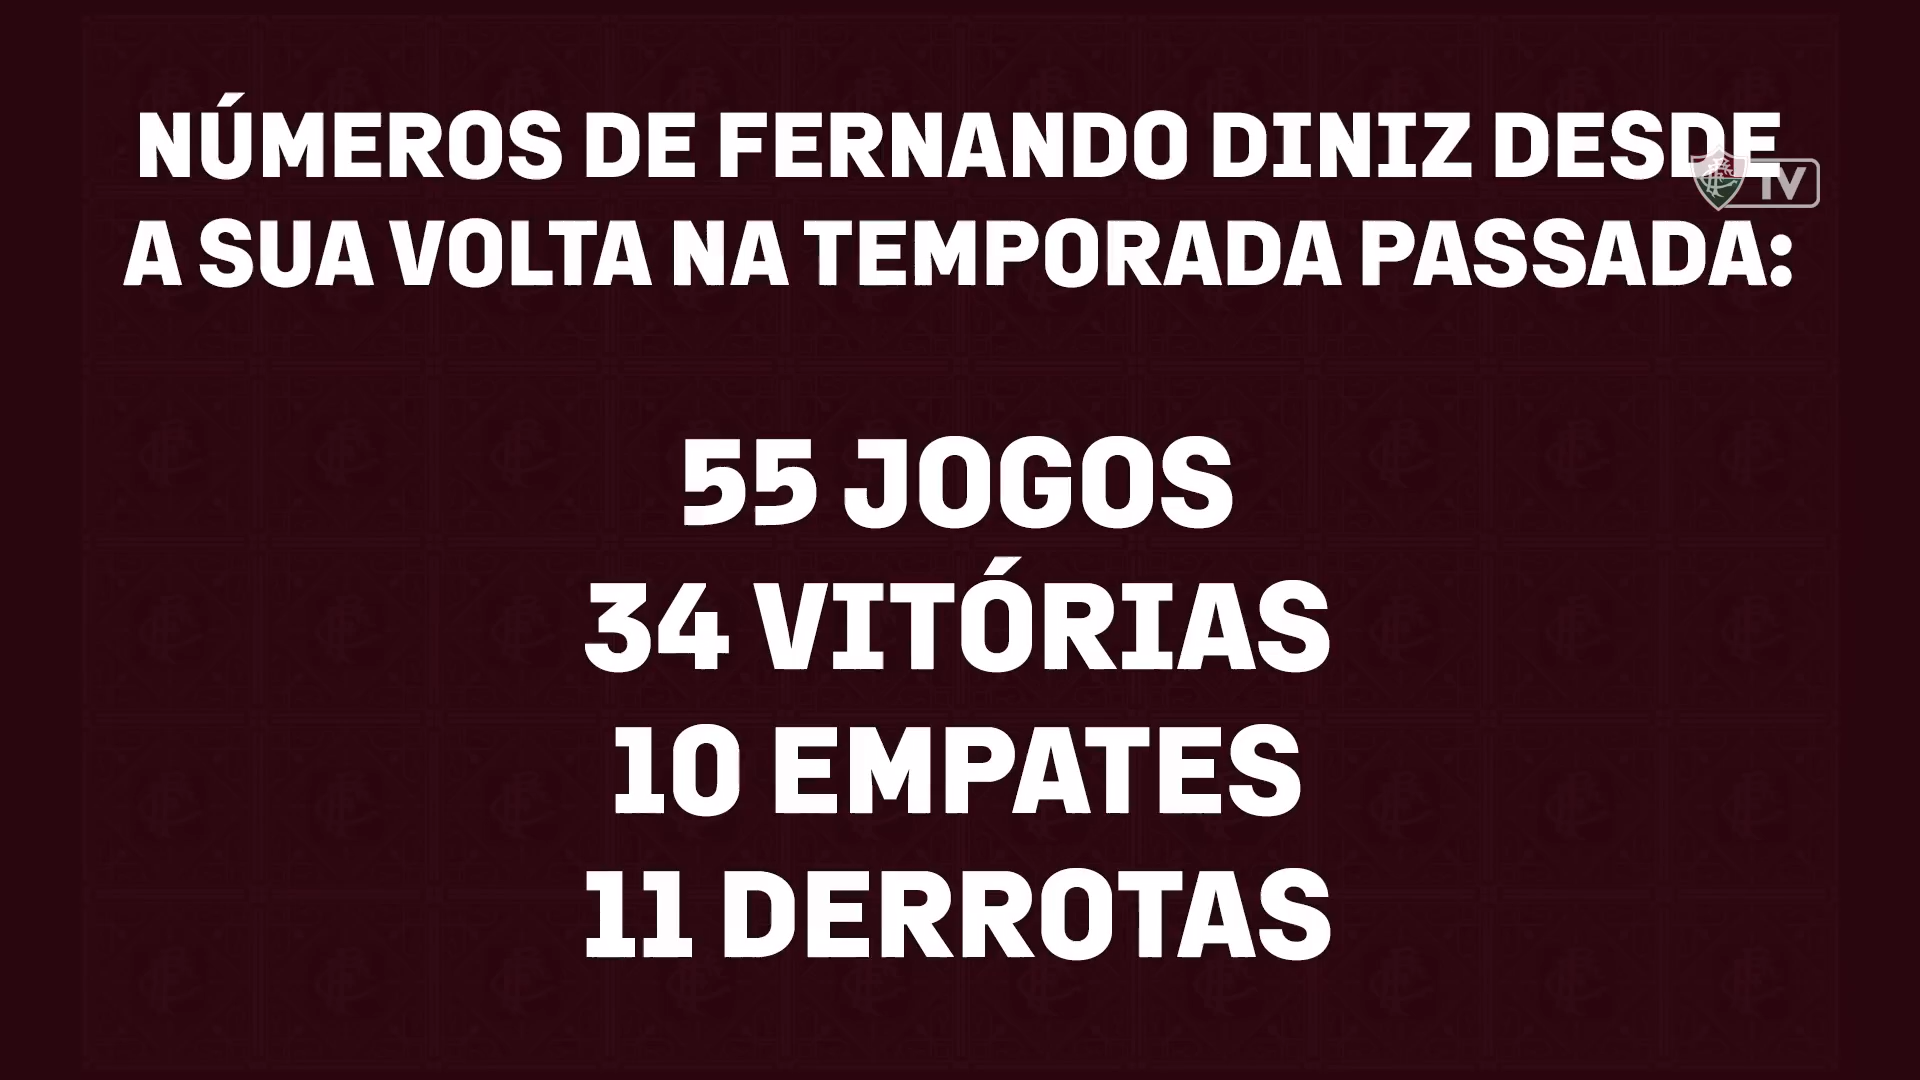 NÚMEROS DE FERNANDO DINIZ DESDE
TV
A SUA VOLTA NA TEMPORADA PASSADA:
55 JOGOS
34 VITÓRIAS
10 EMPATES
11 DERROTAS